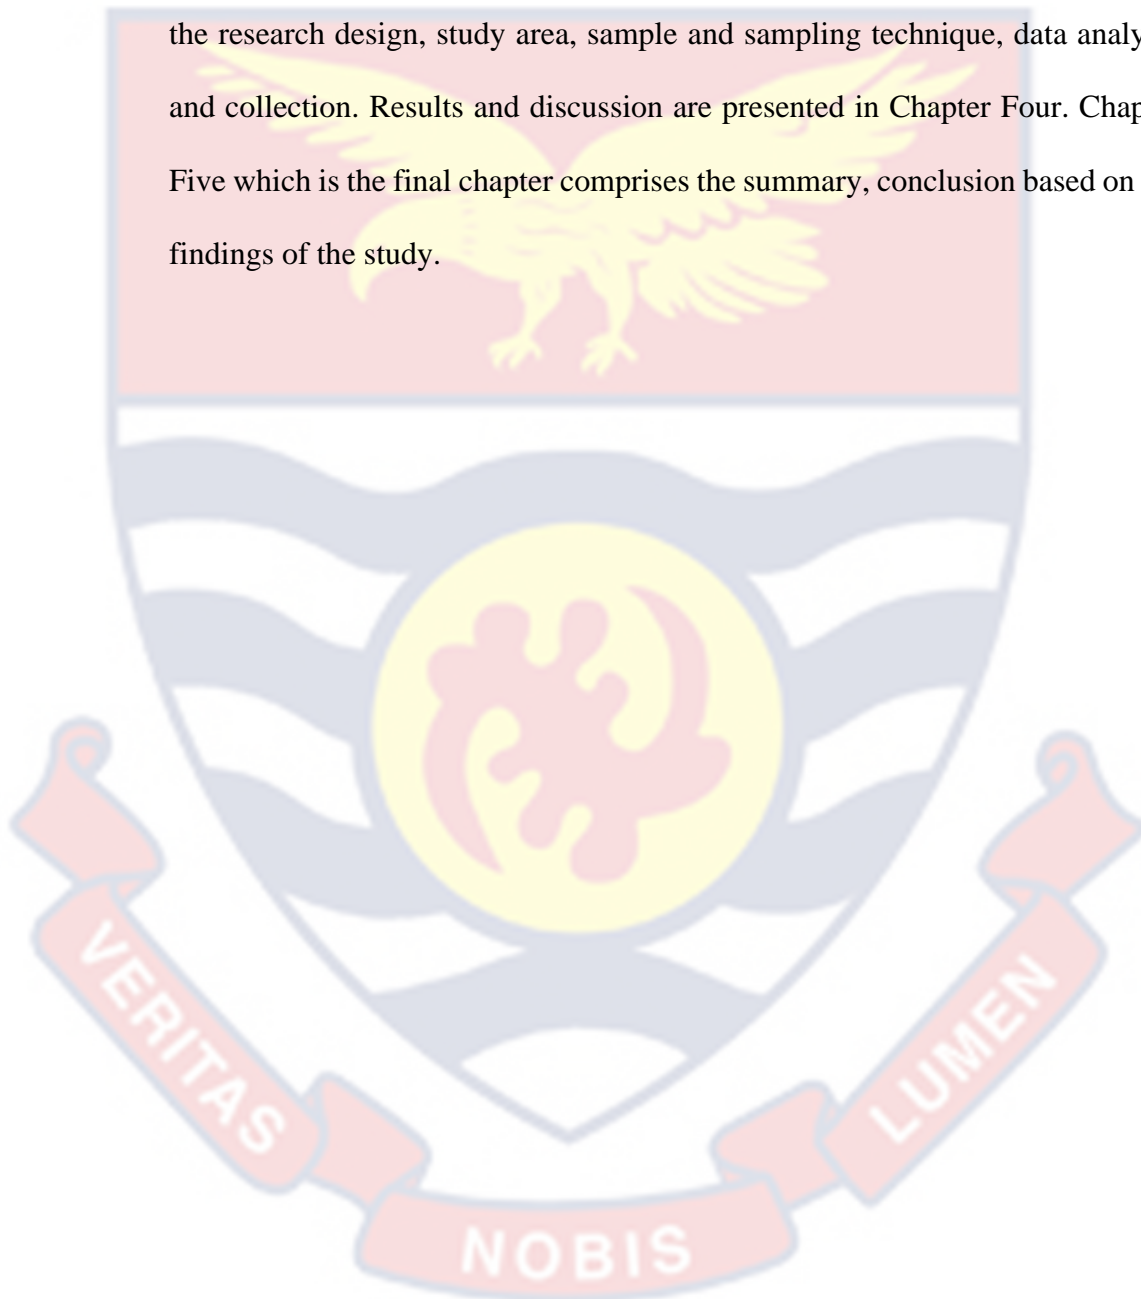 the research design, study area, sample and sampling technique, data analy
and collection. Results and discussion are presented in Chapter Four. Chap
Five which is the final chapter comprises the summary, conclusion based on
findings of the study.
VERITAS
NOBIS
LUMEN